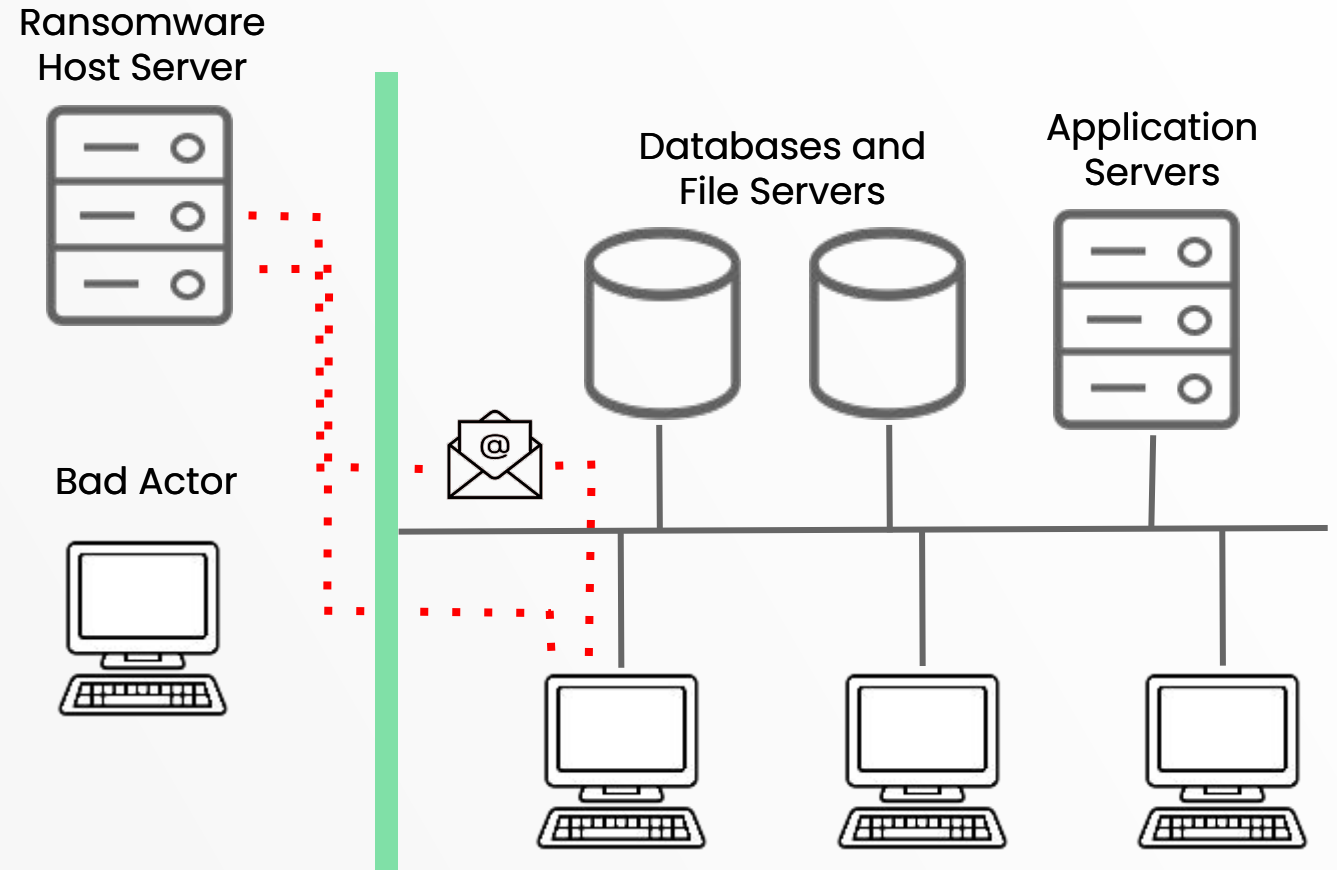 Ransomware
Host Server
Databases and
File Servers
Application
Servers
@
Bad Actor